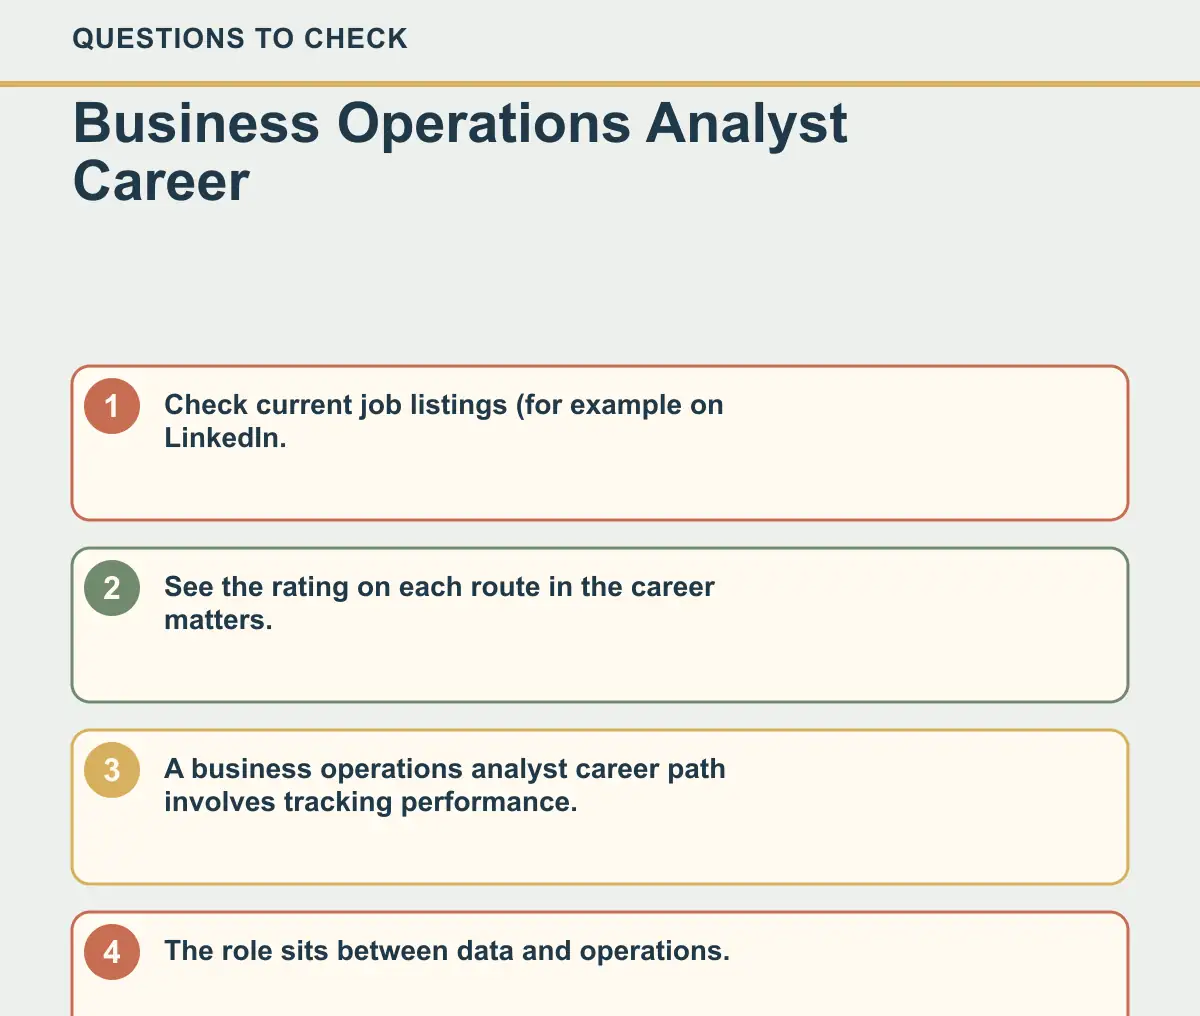 QUESTIONS TO CHECK
Business Operations Analyst
Career
1
Check current job listings (for example on
LinkedIn.
2
See the rating on each route in the career
matters.
3
A business operations analyst career path
involves tracking performance.
4
The role sits between data and operations.